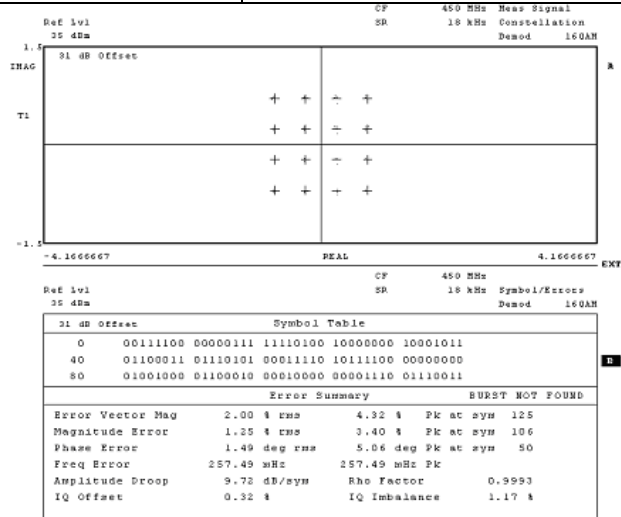 CF 450 MHz Meas Signal
Ref Lvl SR 18 kHz Constellation
35 dBm Demod 16QAM
1.5
31 dB Offset
IMAG A
T1
-1.5
-4.1666667 REAL 4.1666667
EXT
CF 450 MHz
Ref Lvl SR 18 kHz Symbol/Errors
35 dBm Demod 16QAM
31 dB Offset Symbol Table
0 00111100 00000111 11110100 10000000 10001011
40 01100011 01110101 00011110 10111100 00000000
80 01001000 01100010 00010000 00001110 01110011
B
Error Summary BURST NOT FOUND
Error Vector Mag 2.00 % rms 4.32 % Pk at sym 125
Magnitude Error 1.25 % rms 3.40 % Pk at sym 106
Phase Error 1.49 deg rms 5.06 deg Pk at sym 50
Freq Error 257.49 mHz 257.49 mHz Pk
Amplitude Droop 9.72 dB/sym Rho Factor 0.9993
IQ Offset 0.32 % IQ Imbalance 1.17 %